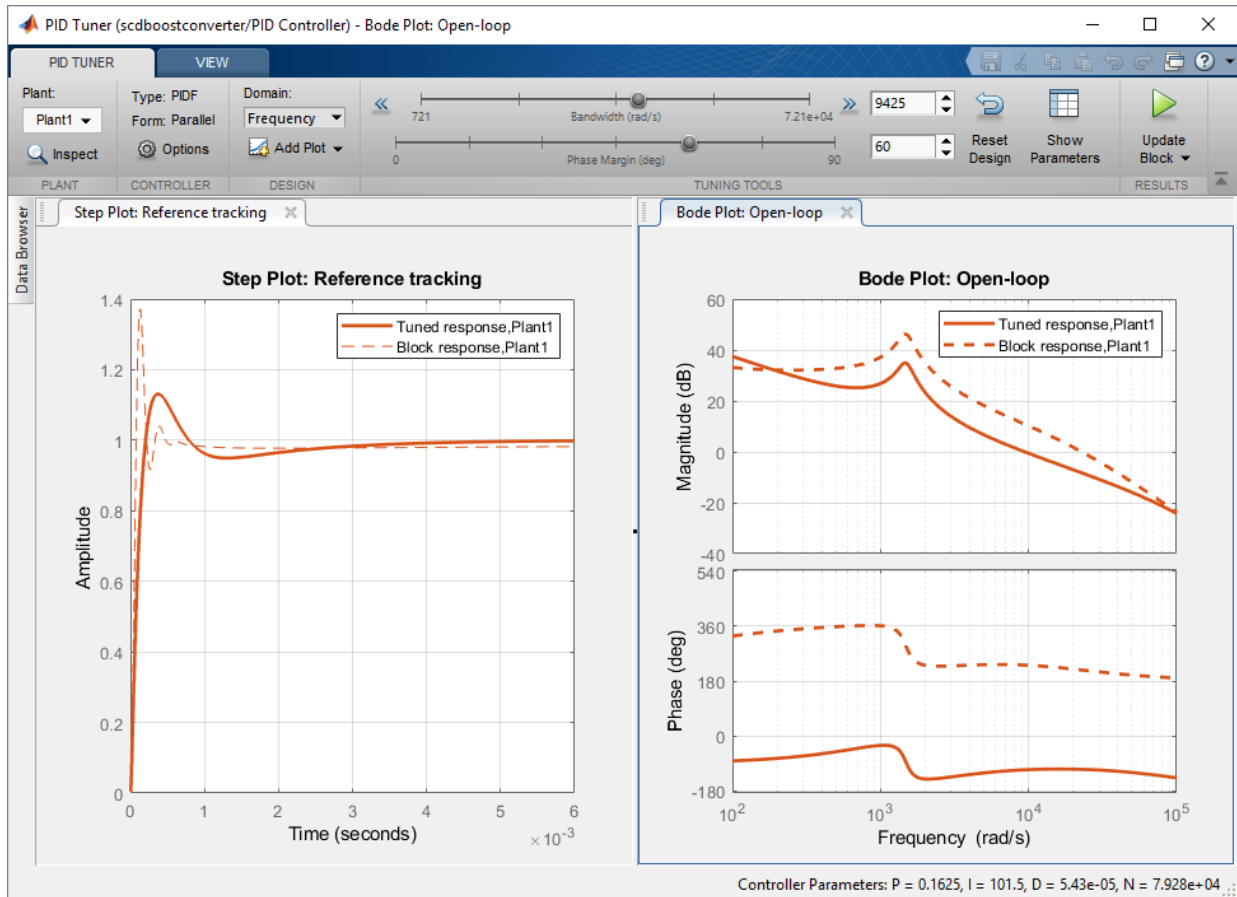 PID Tuner (scdboostconverter/PID Controller) - Bode Plot: Open-loop
PID TUNER
VIEW
Plant:
Plant1
Inspect
PLANT
Type: PIDF
Form: Parallel
Options
CONTROLLER
Domain:
Frequency
Add Plot
DESIGN
721
Bandwidth (rad/s)
7.21e+04
9425
0
Phase Margin (deg)
90
60
Reset
Design
Show
Parameters
TUNING TOOLS
Update
Block
RESULTS
Data Browser
Step Plot: Reference tracking
Step Plot: Reference tracking
Tuned response,Plant1
Block response,Plant1
Amplitude
1.4
1.2
1
0.8
0.6
0.4
0.2
0
0 1 2 3 4 5 6
Time (seconds)
×10⁻³
Bode Plot: Open-loop
Bode Plot: Open-loop
Tuned response,Plant1
Block response,Plant1
Magnitude (dB)
60
40
20
0
-20
-40
Phase (deg)
540
360
180
0
-180
10² 10³ 10⁴ 10⁵
Frequency (rad/s)
Controller Parameters: P = 0.1625, I = 101.5, D = 5.43e-05, N = 7.928e+04